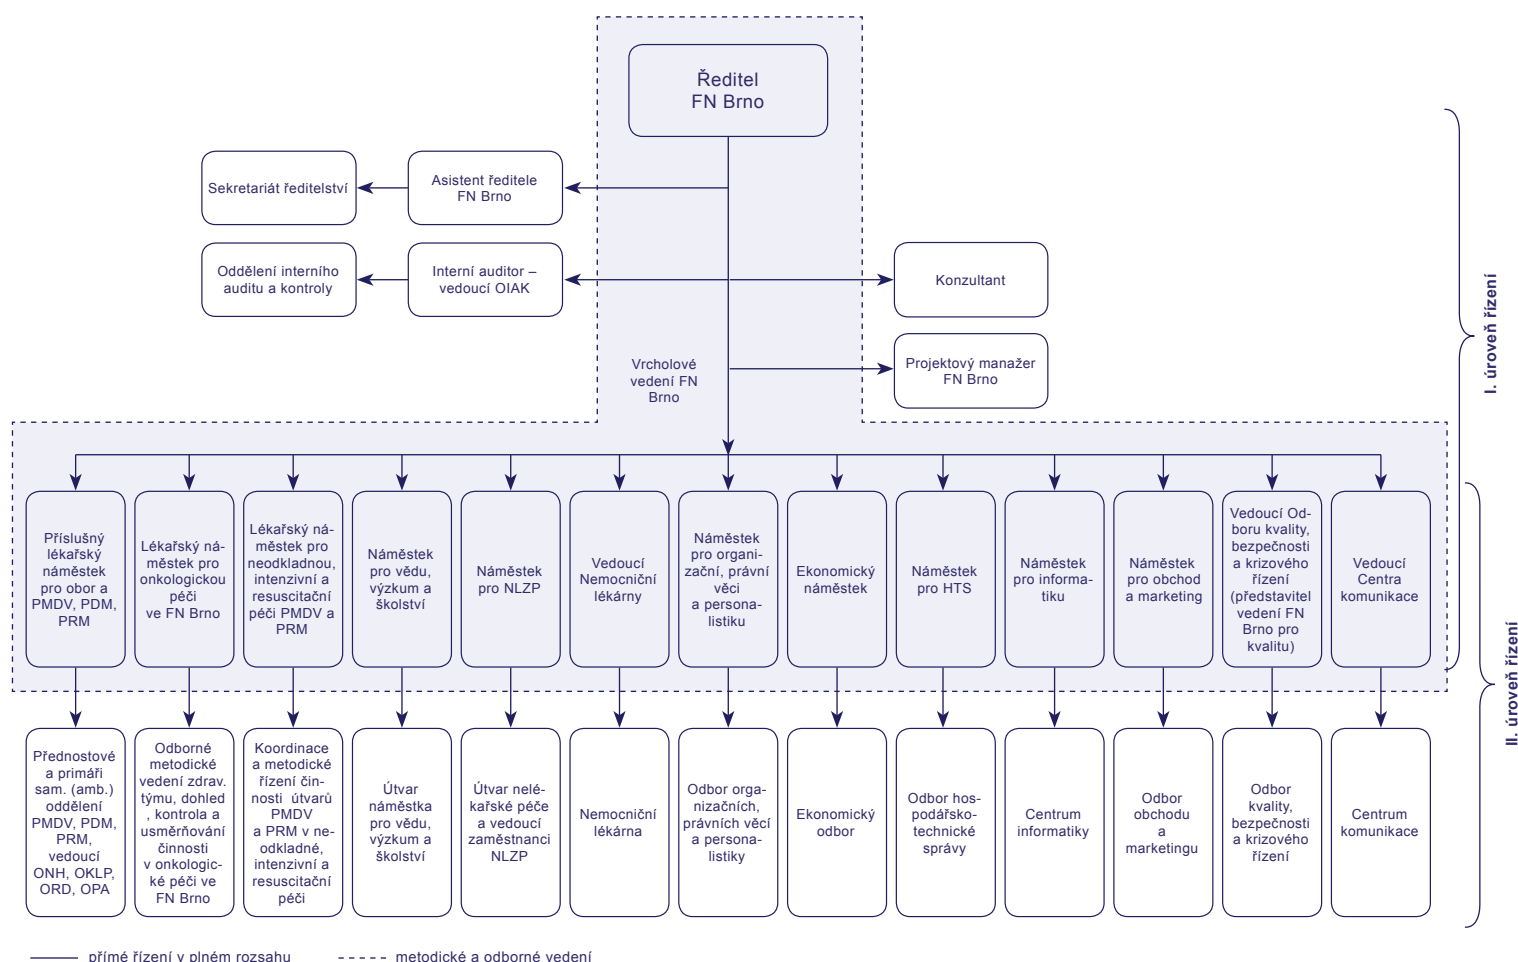 Ředitel
FN Brno
Sekretariát ředitelství
Asistent ředitele
FN Brno
Oddělení interního
auditu a kontroly
Interní auditor –
vedoucí OIAK
Konzultant
Vrcholové
vedení FN
Brno
Projektový manažer
FN Brno
I. úroveň řízení
Příslušný
lékařský
náměstek
pro obor a
PMDV, PDM,
PRM
Lékařský ná-
městek pro
onkologickou
péči
ve FN Brno
Lékařský ná-
městek pro
neodkladnou,
intenzivní a
resuscitační
péči PMDV a
PRM
Náměstek
pro vědu,
výzkum a
školství
Náměstek
pro NLZP
Vedoucí
Nemocniční
lékárny
Náměstek
pro organi-
zační, právní
věci
a persona-
listiku
Ekonomický
náměstek
Náměstek
pro HTS
Náměstek
pro informa-
tiku
Náměstek
pro obchod
a marketing
Vedoucí Od-
boru kvality,
bezpečnosti
a krizového
řízení
(představitel
vedení FN
Brno pro
kvalitu)
Vedoucí
Centra
komunikace
II. úroveň řízení
Přednostové
a primáři
sam. (amb.)
oddělení
PMDV, PDM,
PRM,
vedoucí
ONH, OKLP,
ORD, OPA
Odborné
metodické
vedení zdrav.
týmu, dohled
, kontrola a
usměrňování
činnosti
v onkologic-
ké péči ve
FN Brno
Koordinace
a metodické
řízení čin-
nosti útvarů
PMDV
a PRM v ne-
odkladné,
intenzivní a
resuscitační
péči
Útvar
náměstka
pro vědu,
výzkum a
školství
Útvar nelé-
kařské péče
a vedoucí
zaměstnanci
NLZP
Nemocniční
lékárna
Odbor orga-
nizačních,
právních věcí
a persona-
listiky
Ekonomický
odbor
Odbor hos-
podářsko-
technické
správy
Centrum
informatiky
Odbor
obchodu
a
marketingu
Odbor
kvality,
bezpečnosti
a krizového
řízení
Centrum
komunikace
přímé řízení v plném rozsahu
metodické a odborné vedení